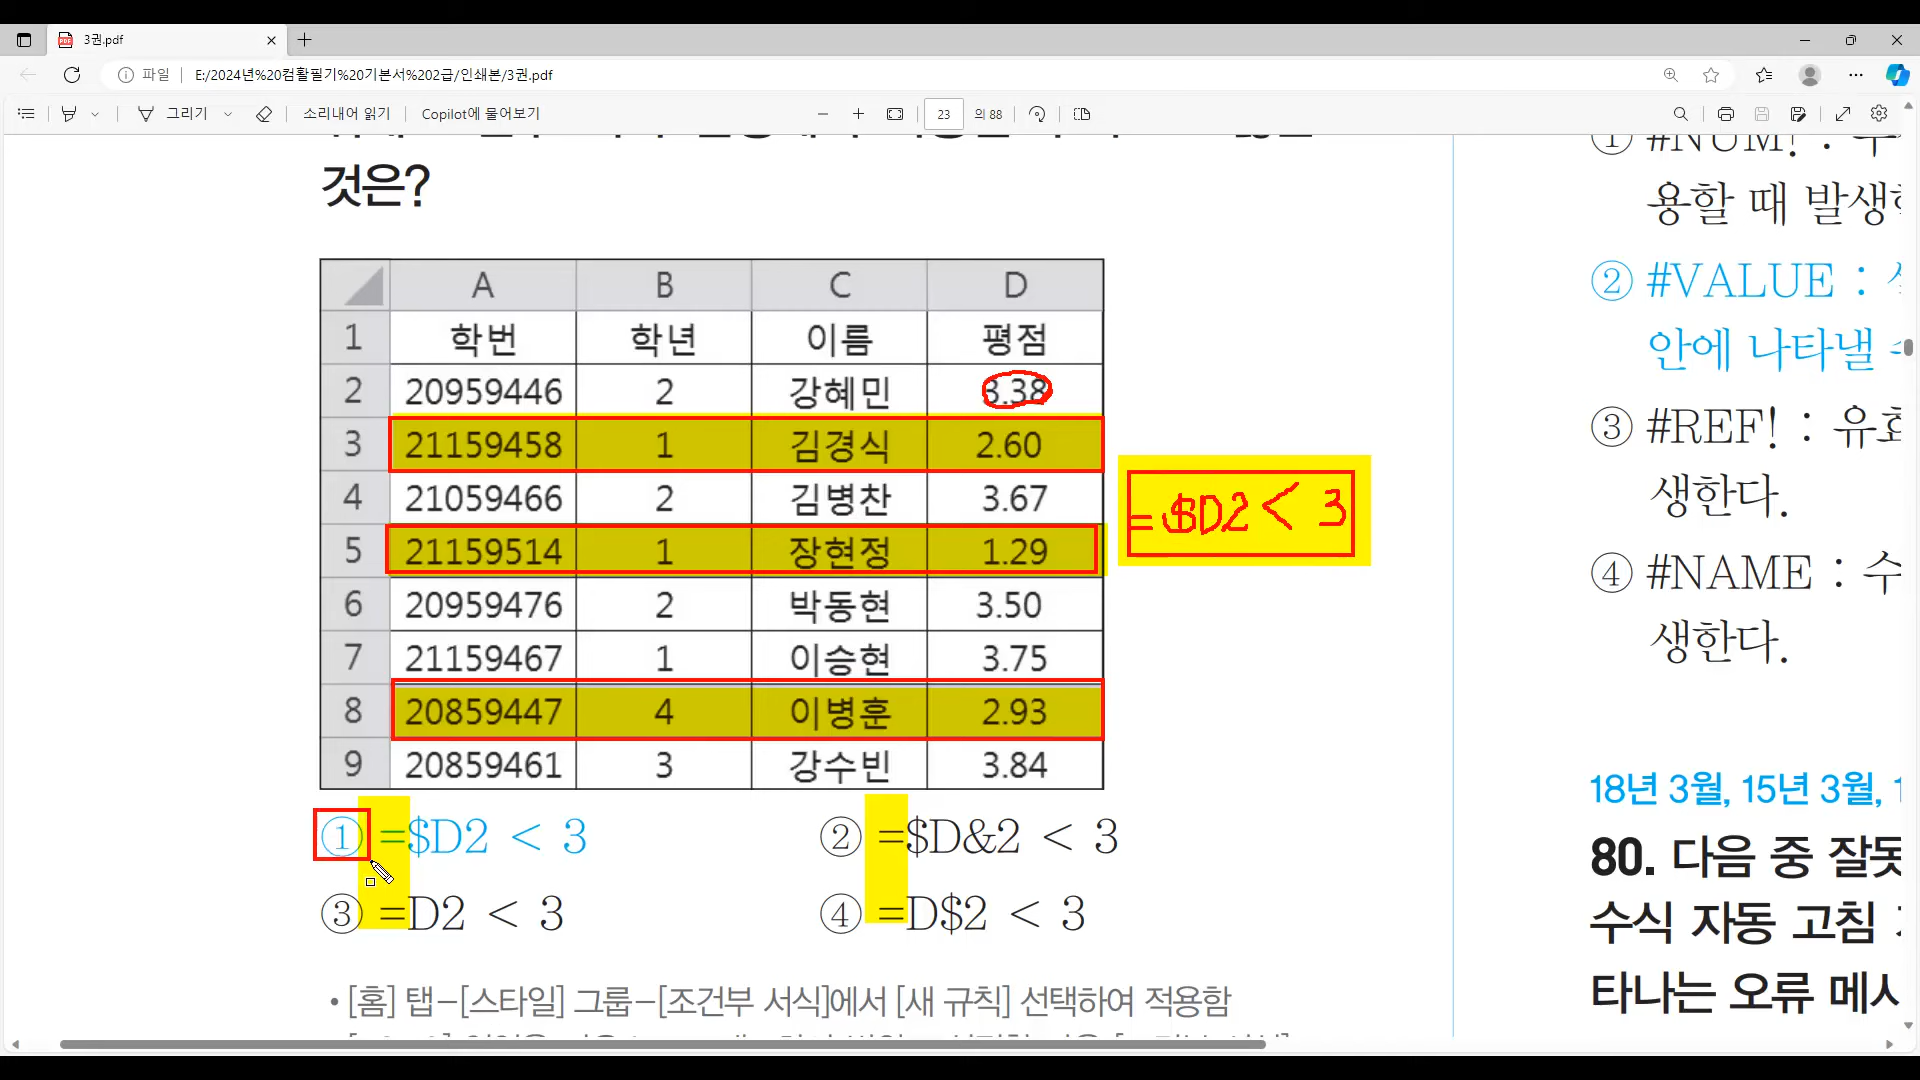 3권.pdf
파일 E:/2024년%20컴활필기%20기본서%202급/인쇄본/3권.pdf
그리기 소리내어 읽기 Copilot에 물어보기 23 의 88
것은?
A B C D
1 학번 학년 이름 평점
2 20959446 2 강혜민 3.38
3 21159458 1 김경식 2.60
4 21059466 2 김병찬 3.67
5 21159514 1 장현정 1.29
6 20959476 2 박동현 3.50
7 21159467 1 이승현 3.75
8 20859447 4 이병훈 2.93
9 20859461 3 강수빈 3.84
=$D2 < 3
① =$D2 < 3 ② =$D&2 < 3
③ =D2 < 3 ④ =D$2 < 3
• [홈] 탭-[스타일] 그룹-[조건부 서식]에서 [새 규칙] 선택하여 적용함
① #NUM! :
용할 때 발생
② #VALUE :
안에 나타낼
③ #REF! : 유효
생한다.
④ #NAME : 수
생한다.
18년 3월, 15년 3월,
80. 다음 중 잘못
수식 자동 고침
타나는 오류 메시